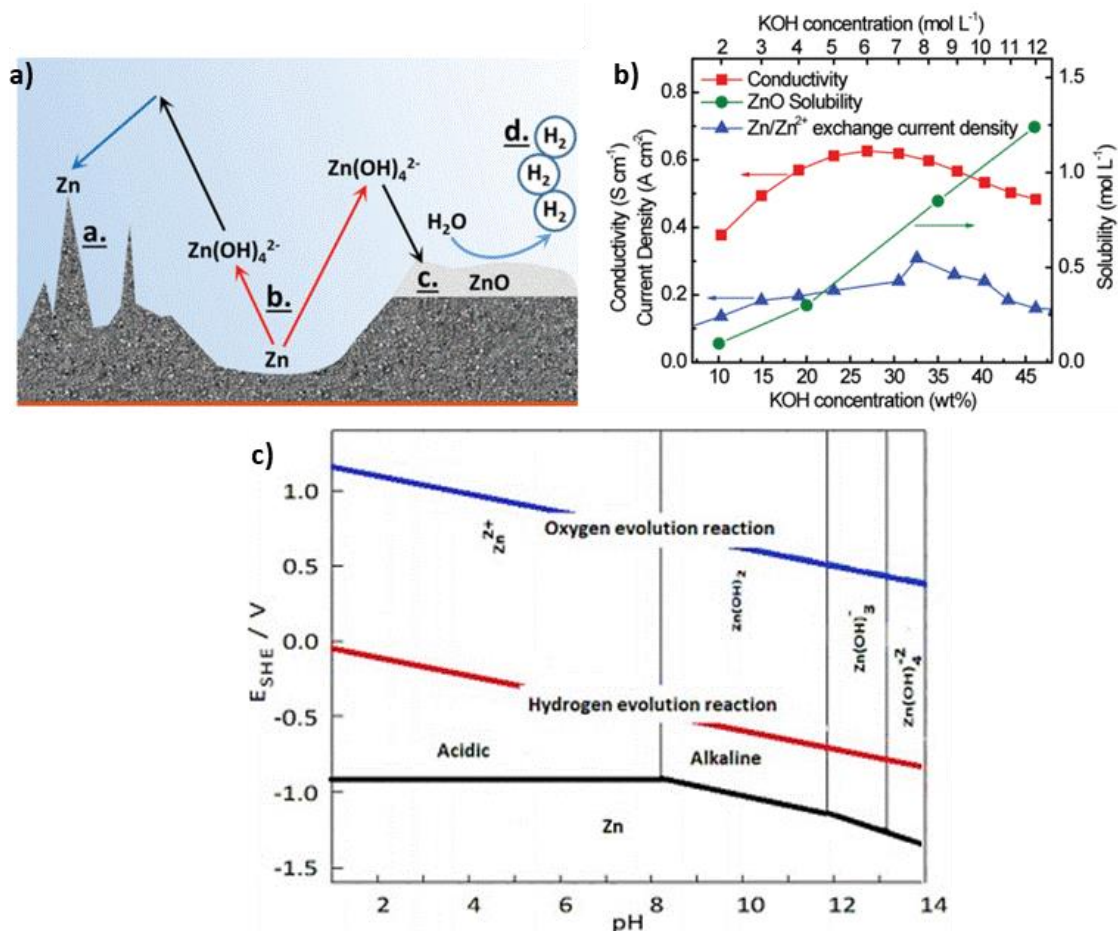 a)
Zn
a.
Zn(OH)₄²⁻
b.
Zn
Zn(OH)₄²⁻
H₂O
c.
ZnO
d.
H₂
H₂
H₂
b)
KOH concentration (mol L⁻¹)
2 3 4 5 6 7 8 9 10 11 12
Conductivity
ZnO Solubility
Zn/Zn²⁺ exchange current density
Conductivity (S cm⁻¹)
Current Density (A cm⁻²)
0.8
0.6
0.4
0.2
0.0
Solubility (mol L⁻¹)
1.5
1.0
0.5
0.0
10 15 20 25 30 35 40 45
KOH concentration (wt%)
c)
E SHE / V
1.0
0.5
0.0
-0.5
-1.0
-1.5
Zn²⁺
Oxygen evolution reaction
Zn(OH)₂
Zn(OH)₃⁻
Zn(OH)₄⁻²
Hydrogen evolution reaction
Acidic
Alkaline
Zn
2 4 6 8 10 12 14
pH